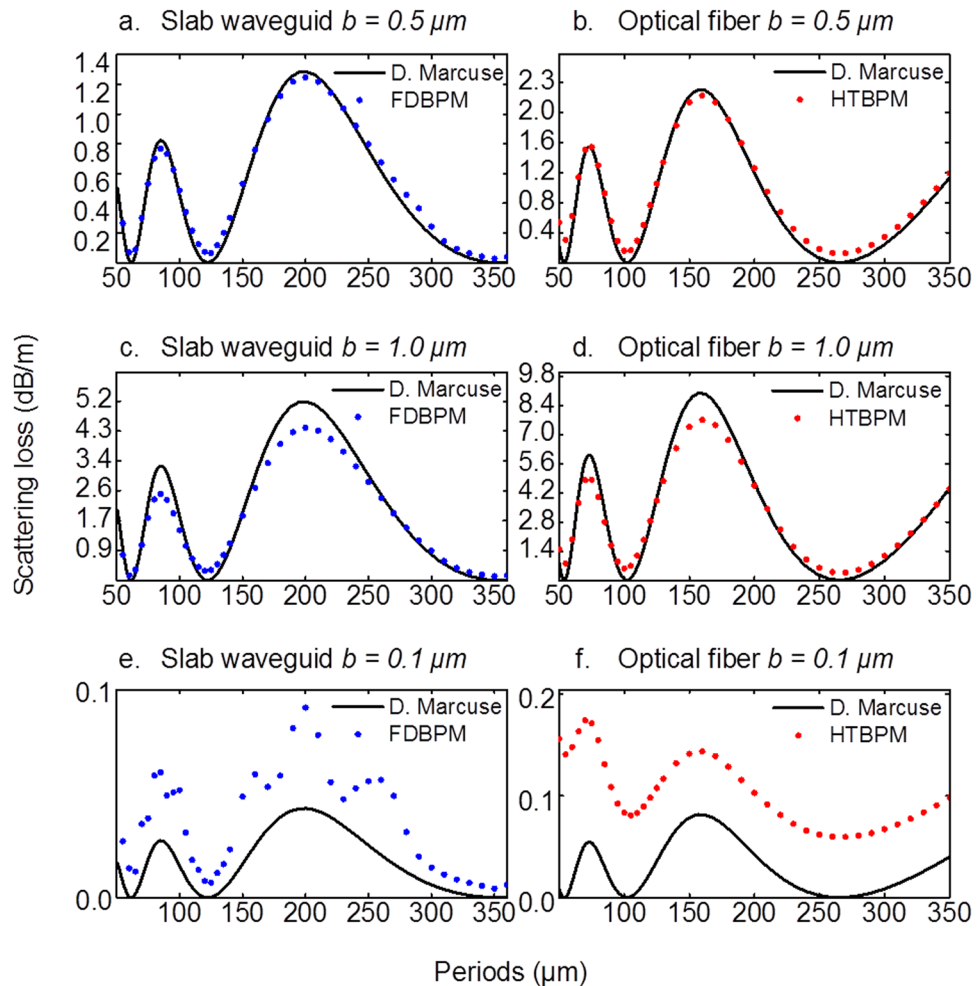 a. Slab waveguid b = 0.5 µm
1.4
1.2
1.0
0.8
0.6
0.4
0.2
50 100 150 200 250 300 350
D. Marcuse
FDBPM
b. Optical fiber b = 0.5 µm
2.3
2.0
1.6
1.2
0.8
0.4
50 100 150 200 250 300 350
D. Marcuse
HTBPM
c. Slab waveguid b = 1.0 µm
5.2
4.3
3.4
2.6
1.7
0.9
50 100 150 200 250 300 350
D. Marcuse
FDBPM
d. Optical fiber b = 1.0 µm
9.8
8.4
7.0
5.6
4.2
2.8
1.4
50 100 150 200 250 300 350
D. Marcuse
HTBPM
e. Slab waveguid b = 0.1 µm
0.1
0.0
100 150 200 250 300 350
D. Marcuse
FDBPM
f. Optical fiber b = 0.1 µm
0.2
0.1
0.0
100 150 200 250 300 350
D. Marcuse
HTBPM
Scattering loss (dB/m)
Periods (µm)